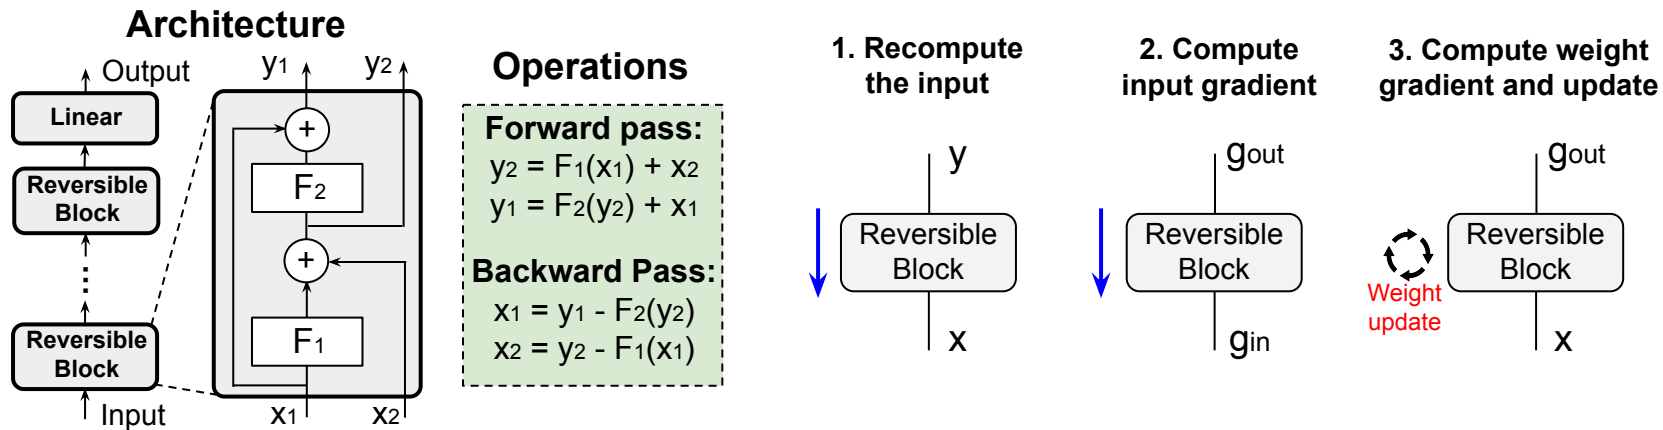 Architecture
Output
Linear
Reversible
Block
...
Reversible
Block
Input
y1
y2
+
F2
+
F1
x1
x2
Operations
Forward pass:
y2 = F1(x1) + x2
y1 = F2(y2) + x1
Backward Pass:
x1 = y1 - F2(y2)
x2 = y2 - F1(x1)
1. Recompute
the input
y
Reversible
Block
x
2. Compute
input gradient
gout
Reversible
Block
gin
3. Compute weight
gradient and update
gout
Reversible
Block
Weight
update
x